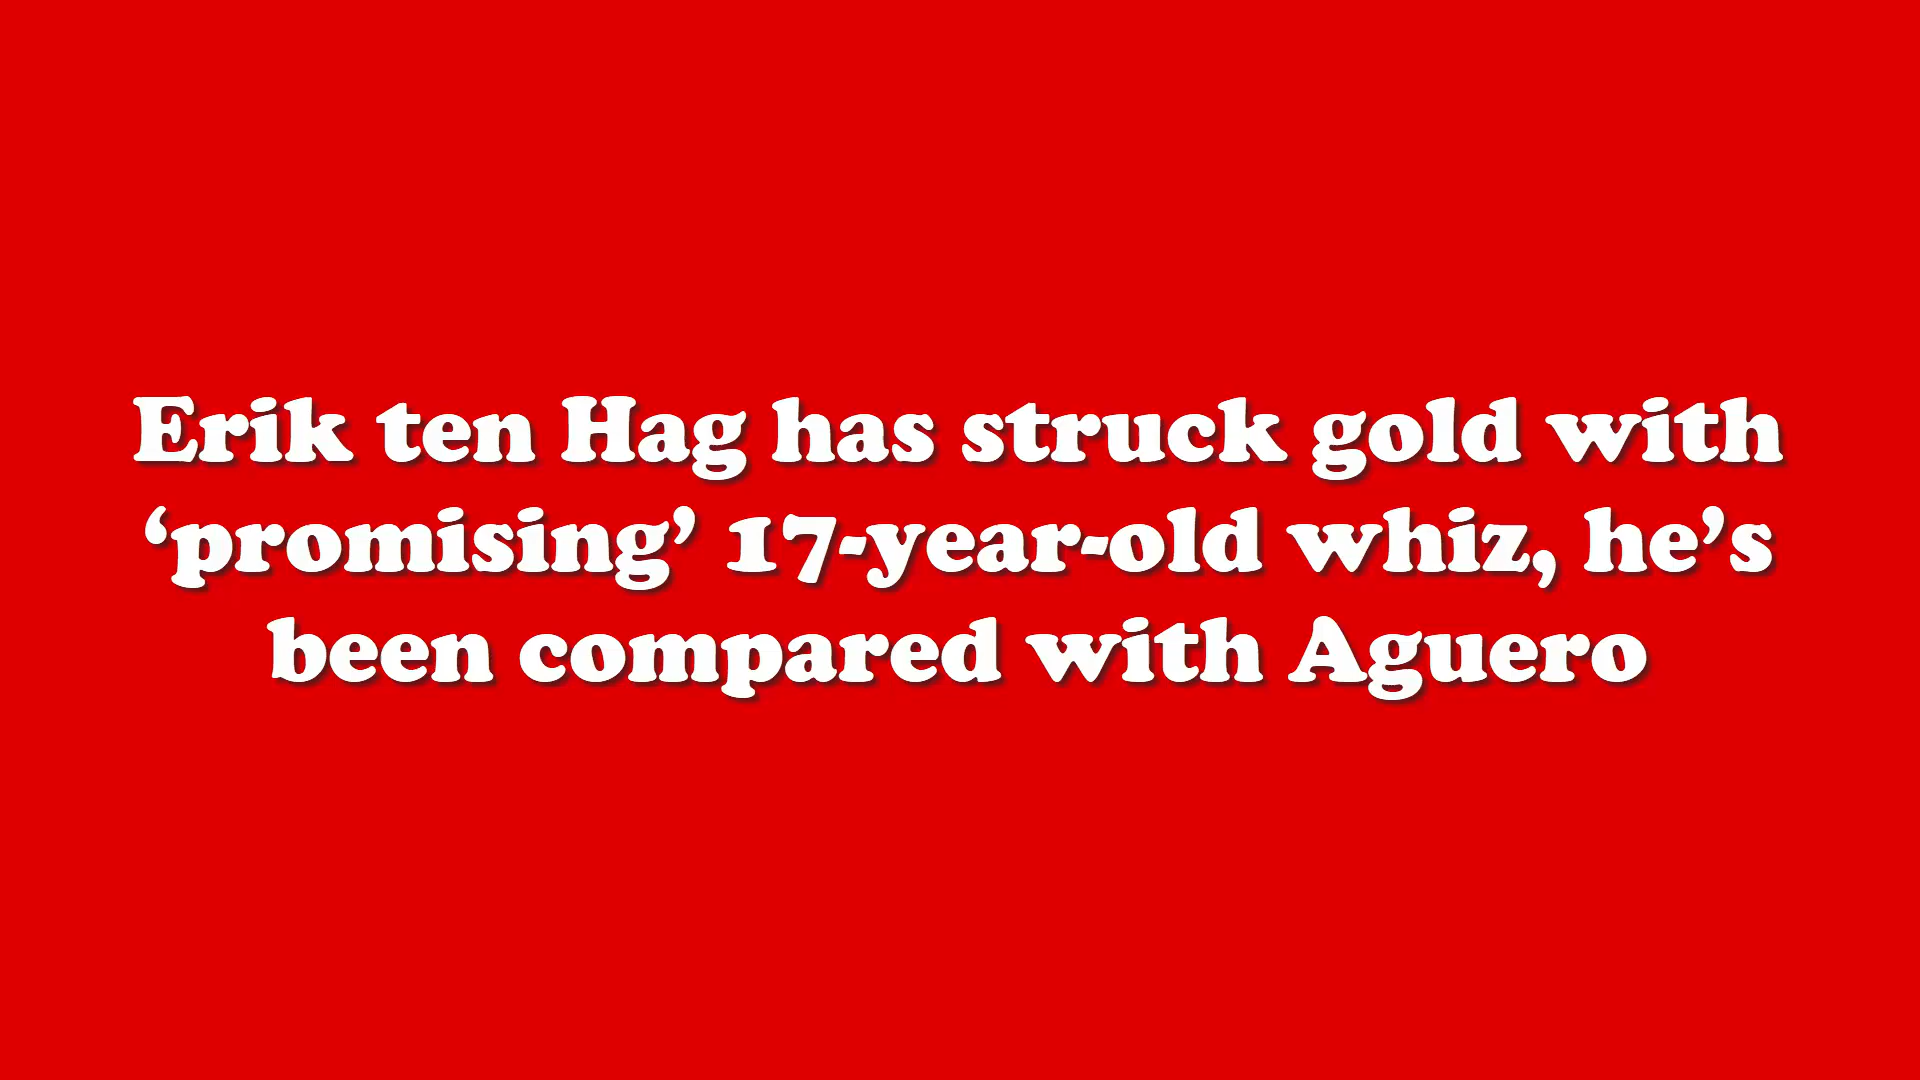 Erik ten Hag has struck gold with
‘promising’ 17-year-old whiz, he’s
been compared with Aguero